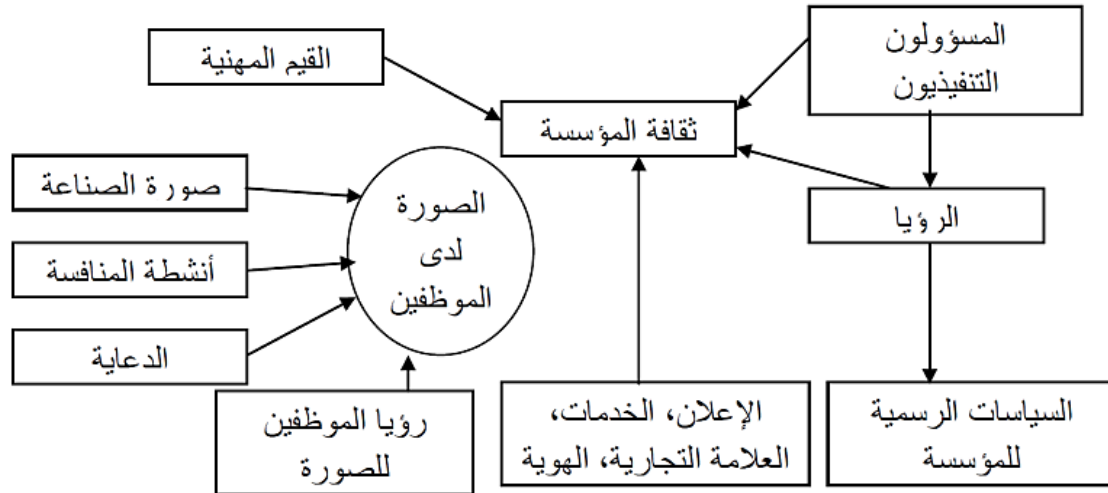 المسؤولون
التنفيذيون
القيم المهنية
ثقافة المؤسسة
صورة الصناعة
الصورة
لدى
الموظفين
الرؤيا
أنشطة المنافسة
الدعاية
رؤيا الموظفين
للصورة
الإعلان، الخدمات،
العلامة التجارية، الهوية
السياسات الرسمية
للمؤسسة